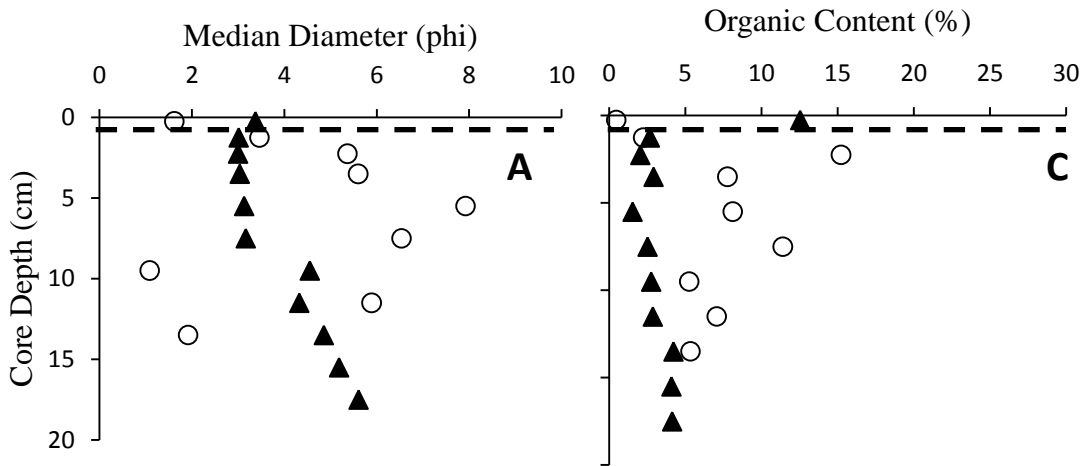 Median Diameter (phi)
0 2 4 6 8 10
0
5
10
15
20
Core Depth (cm)
A
Organic Content (%)
0 5 10 15 20 25 30
C